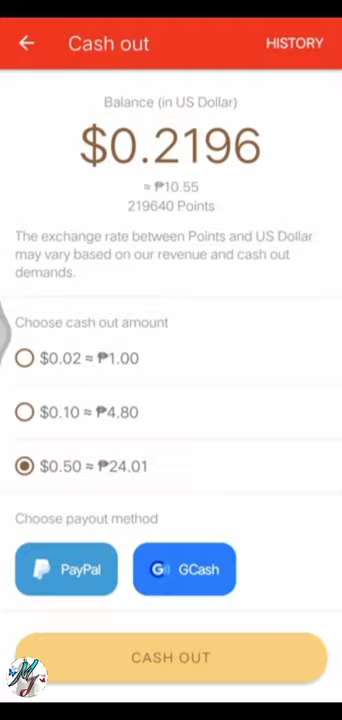 Cash out
HISTORY
Balance (in US Dollar)
$0.2196
≈ ₱10.55
219640 Points
The exchange rate between Points and US Dollar
may vary based on our revenue and cash out
demands.
Choose cash out amount
$0.02 ≈ ₱1.00
$0.10 ≈ ₱4.80
$0.50 ≈ ₱24.01
Choose payout method
PayPal
GCash
CASH OUT